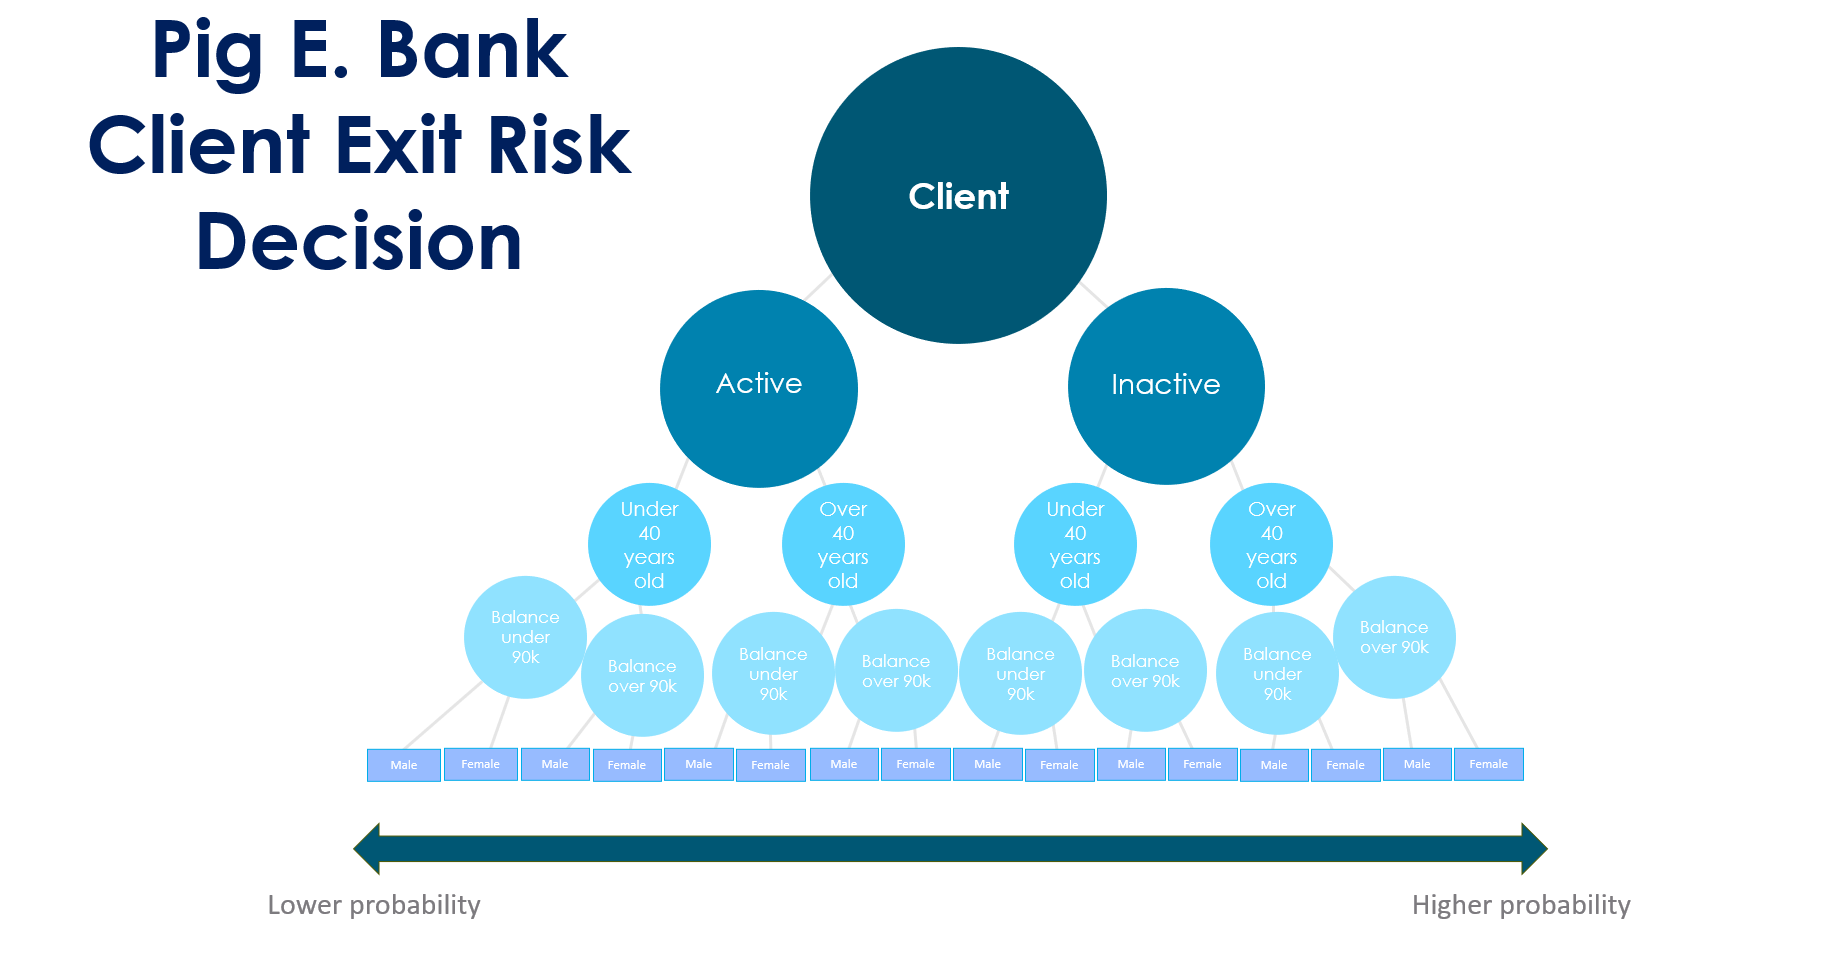 Pig E. Bank
Client Exit Risk
Decision
Client
Active
Inactive
Under
40
years
old
Over
40
years
old
Under
40
years
old
Over
40
years
old
Balance
under
90k
Balance
over 90k
Balance
under
90k
Balance
over 90k
Balance
under
90k
Balance
over 90k
Balance
under
90k
Balance
over 90k
Male
Female
Male
Female
Male
Female
Male
Female
Male
Female
Male
Female
Male
Female
Male
Female
Lower probability
Higher probability